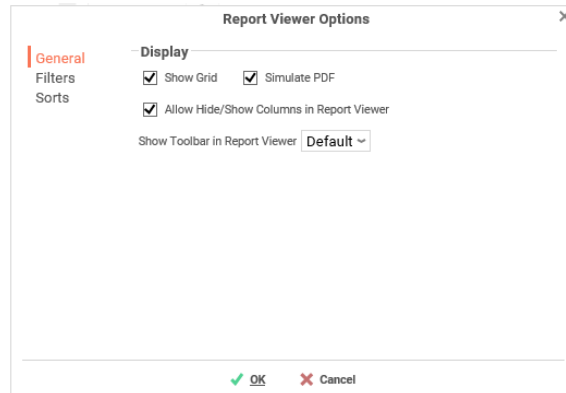 Report Viewer Options
General
Filters
Sorts
Display
Show Grid
Simulate PDF
Allow Hide/Show Columns in Report Viewer
Show Toolbar in Report Viewer Default
OK
Cancel